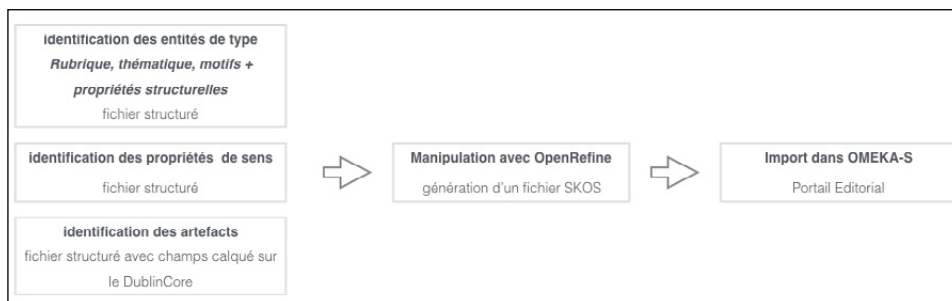 identification des entités de type
Rubrique, thématique, motifs +
propriétés structurelles
fichier structuré
identification des propriétés de sens
fichier structuré
identification des artefacts
fichier structuré avec champs calqué sur
le DublinCore
Manipulation avec OpenRefine
génération d'un fichier SKOS
Import dans OMEKA-S
Portail Editorial